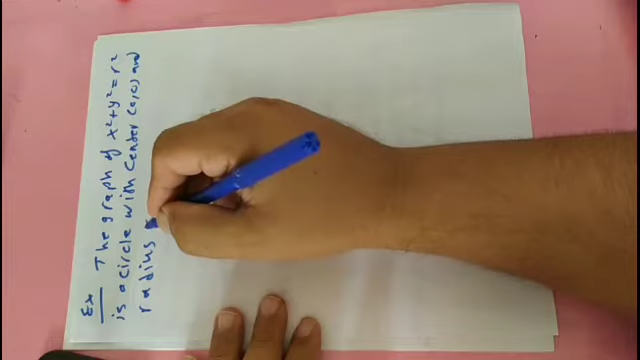 Ex The graph of x²+y²=r²
is a circle with center (0,0) and
radius